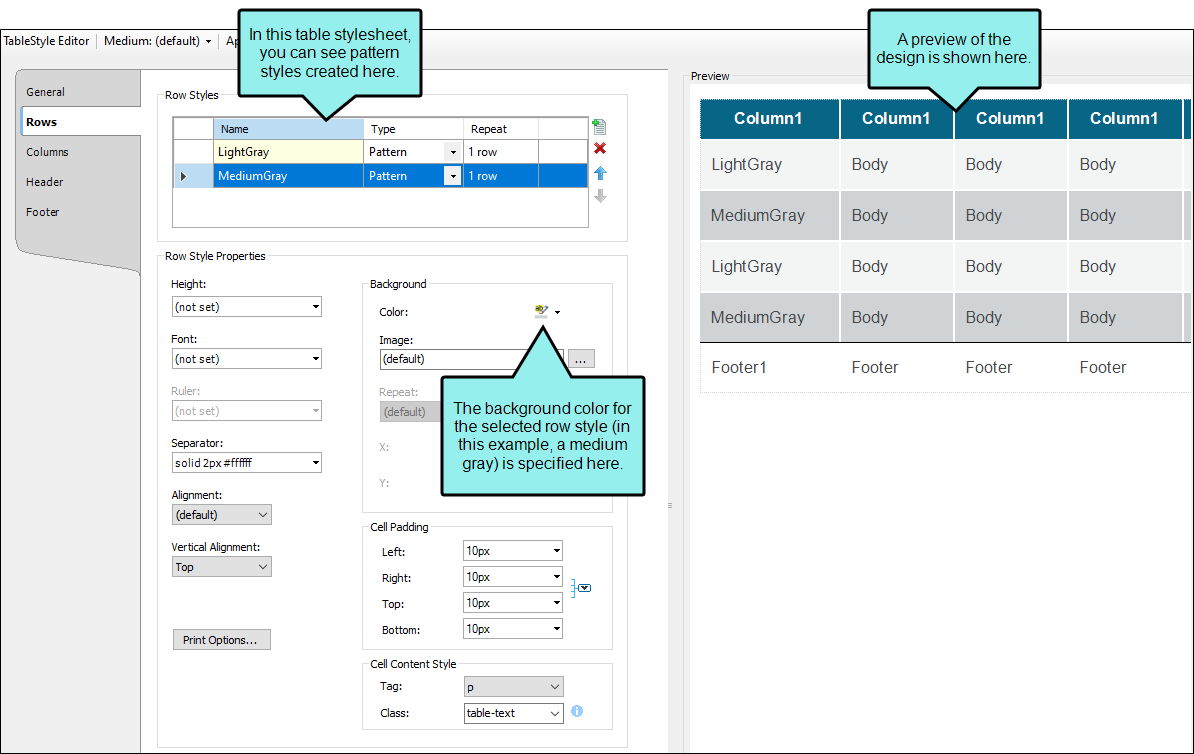 TableStyle Editor
Medium: (default)
In this table stylesheet,
you can see pattern
styles created here.
A preview of the
design is shown here.
General
Rows
Columns
Header
Footer
Row Styles
Name Type Repeat
LightGray Pattern 1 row
MediumGray Pattern 1 row
Row Style Properties
Height:
(not set)
Font:
(not set)
Ruler:
(not set)
Separator:
solid 2px #ffffff
Alignment:
(default)
Vertical Alignment:
Top
Print Options...
Background
Color:
Image:
(default)
...
Repeat:
(default)
X:
Y:
The background color for
the selected row style (in
this example, a medium
gray) is specified here.
Cell Padding
Left: 10px
Right: 10px
Top: 10px
Bottom: 10px
Cell Content Style
Tag: p
Class: table-text
Preview
Column1 Column1 Column1 Column1
LightGray Body Body Body
MediumGray Body Body Body
LightGray Body Body Body
MediumGray Body Body Body
Footer1 Footer Footer Footer